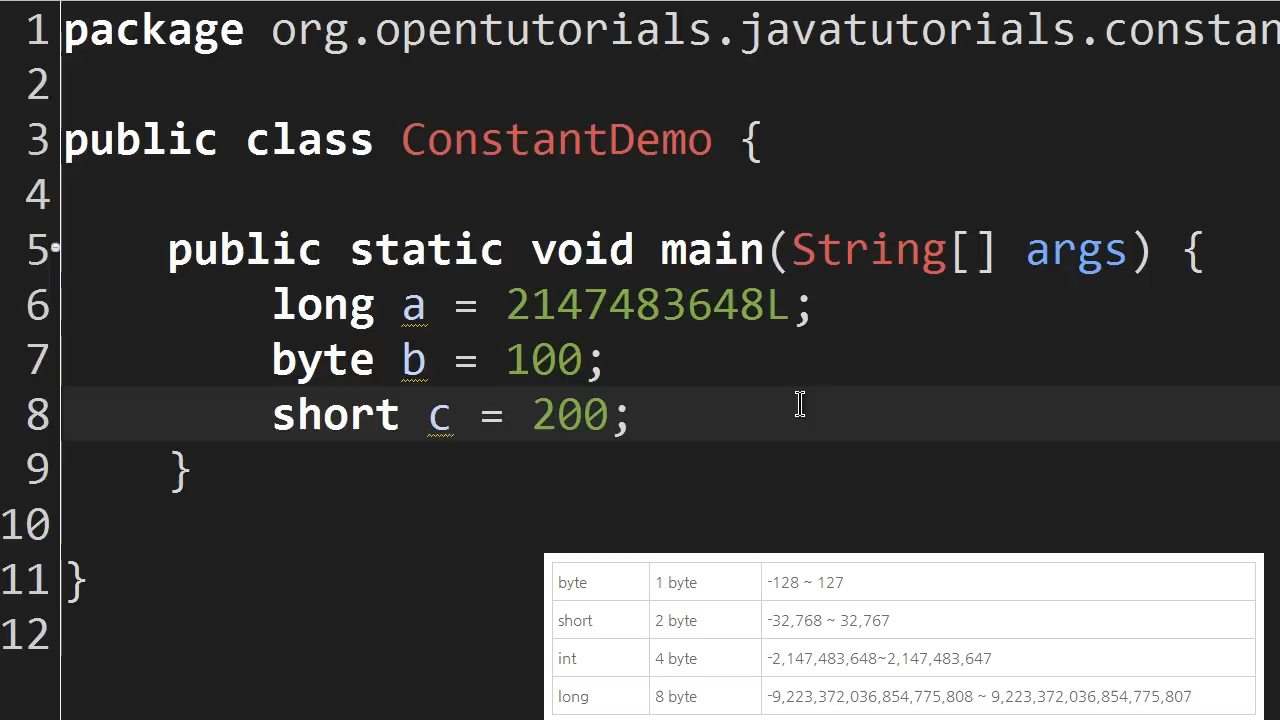 1 package org.opentutorials.javatutorials.constan
2
3 public class ConstantDemo {
4
5 public static void main(String[] args) {
6 long a = 2147483648L;
7 byte b = 100;
8 short c = 200;
9 }
10
11 }
12
byte 1 byte -128 ~ 127
short 2 byte -32,768 ~ 32,767
int 4 byte -2,147,483,648~2,147,483,647
long 8 byte -9,223,372,036,854,775,808 ~ 9,223,372,036,854,775,807